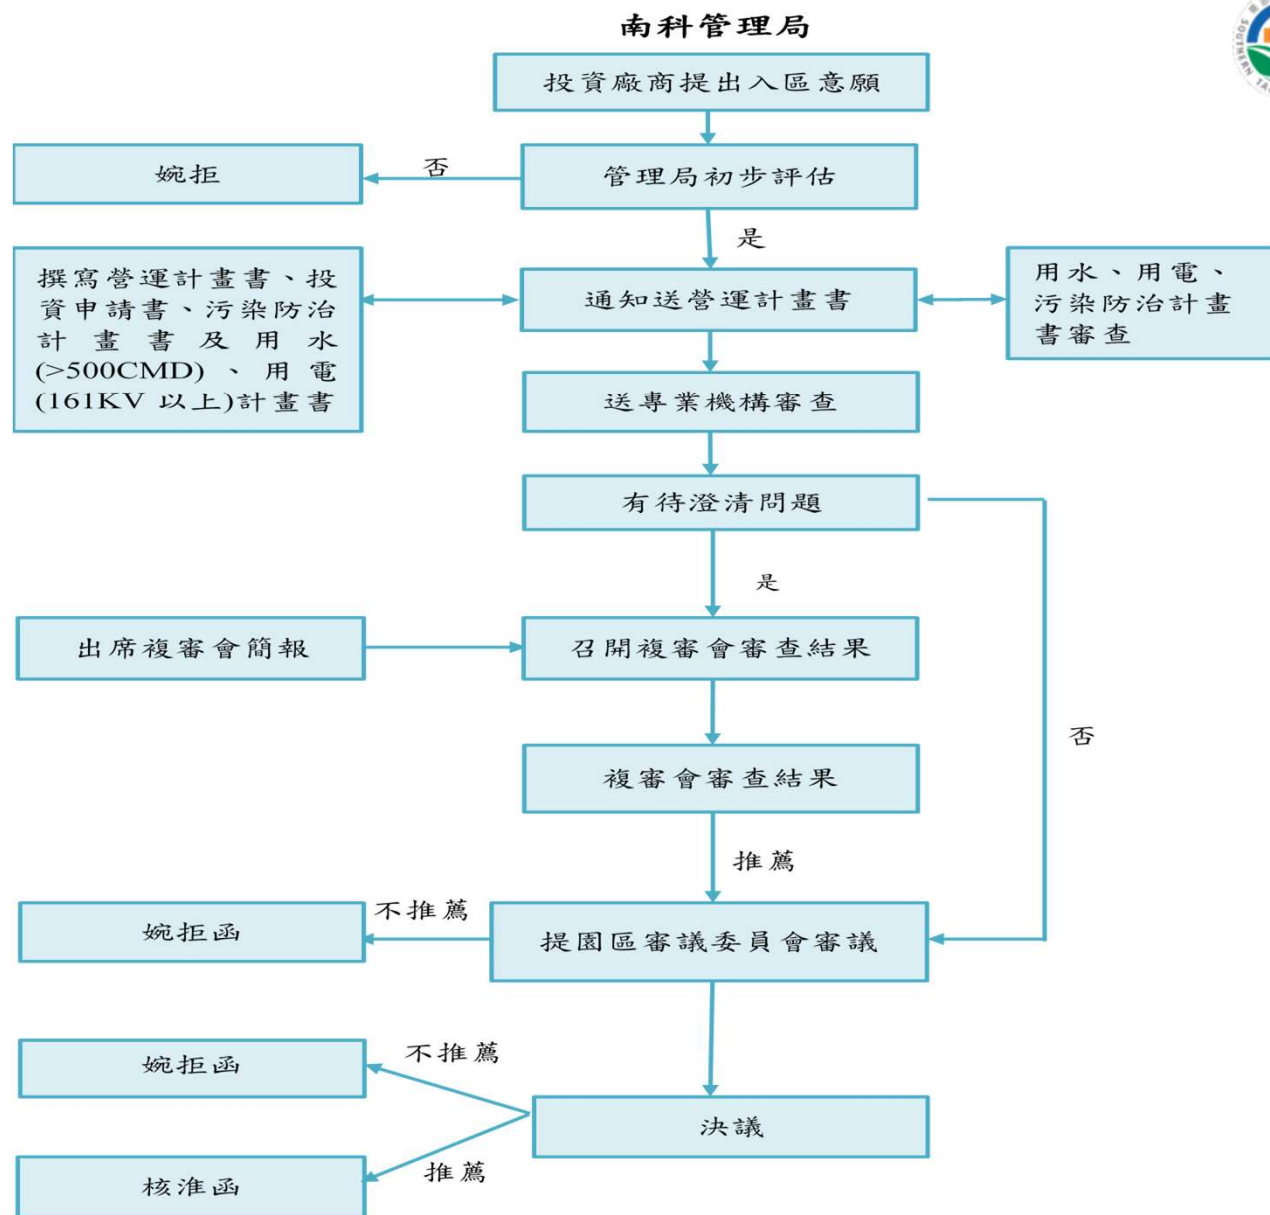 南科管理局
投資廠商提出入區意願
婉拒
否
管理局初步評估
是
撰寫營運計畫書、投
資申請書、污染防治
計畫書及用水
(>500CMD)、用電
(161KV 以上)計畫書
通知送營運計畫書
用水、用電、
污染防治計畫
書審查
送專業機構審查
有待澄清問題
是
出席複審會簡報
召開複審會審查結果
否
複審會審查結果
推薦
婉拒函
不推薦
提園區審議委員會審議
婉拒函
不推薦
決議
核淮函
推薦